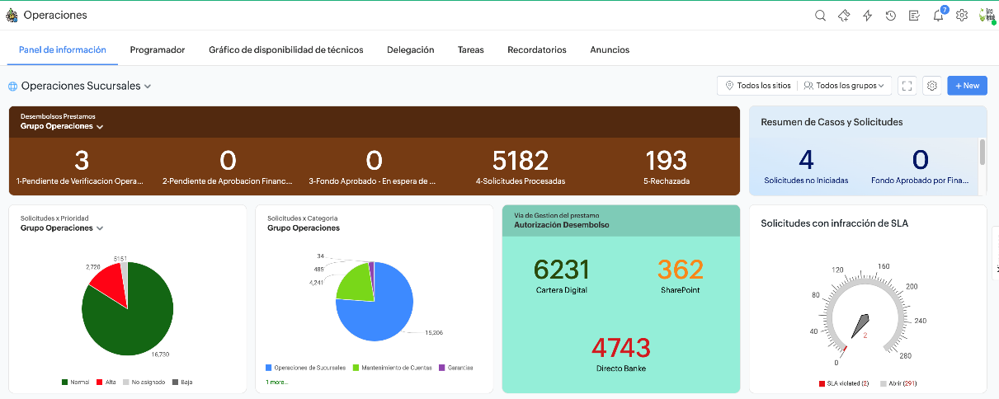 Operaciones
7
Panel de información
Programador
Gráfico de disponibilidad de técnicos
Delegación
Tareas
Recordatorios
Anuncios
Operaciones Sucursales
Todos los sitios
Todos los grupos
+ New
Desembolsos Prestamos
Grupo Operaciones
3
1-Pendiente de Verificacion Opera...
0
2-Pendiente de Aprobacion Financ...
0
3-Fondo Aprobado - En espera de ...
5182
4-Solicitudes Procesadas
193
5-Rechazada
Resumen de Casos y Solicitudes
4
Solicitudes no Iniciadas
0
Fondo Aprobado por Fina...
Solicitudes x Prioridad
Grupo Operaciones
5151
2,720
16,730
Normal
Alta
No asignado
Baja
Solicitudes x Categoria
Grupo Operaciones
34
485
4,241
15,206
Operaciones de Sucursales
Mantenimiento de Cuentas
Garantias
1 more...
Via de Gestion del prestamo
Autorización Desembolso
6231
Cartera Digital
362
SharePoint
4743
Directo Banke
Solicitudes con infracción de SLA
0
40
80
120
160
200
240
280
2
SLA violated (2)
Abrir (291)